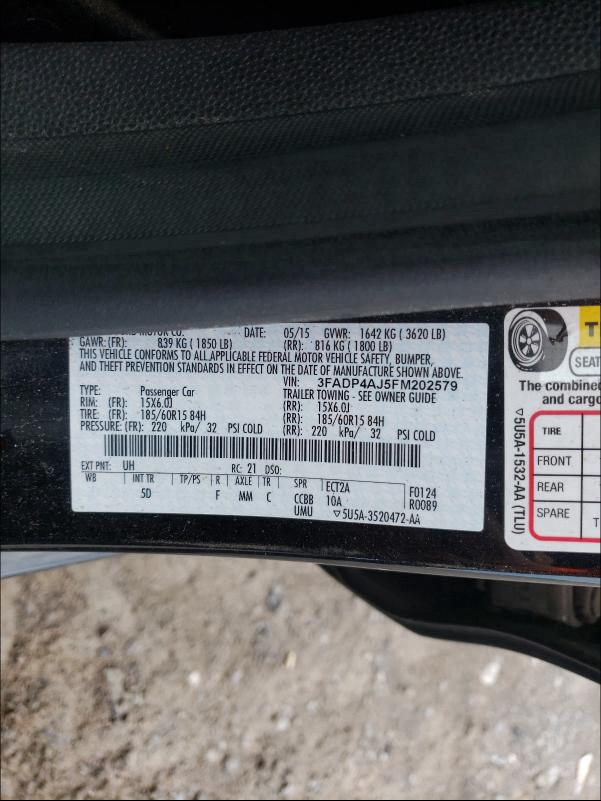 MOTOR CO. DATE: 05/15 GVWR: 1642 KG ( 3620 LB)
GAWR: (FR): 839 KG ( 1850 LB) (RR): 816 KG ( 1800 LB)
THIS VEHICLE CONFORMS TO ALL APPLICABLE FEDERAL MOTOR VEHICLE SAFETY, BUMPER,
AND THEFT PREVENTION STANDARDS IN EFFECT ON THE DATE OF MANUFACTURE SHOWN ABOVE.
VIN: 3FADP4AJ5FM202579
TYPE: Passenger Car TRAILER TOWING - SEE OWNER GUIDE
RIM: (FR): 15X6.0J (RR): 15X6.0J
TIRE: (FR): 185/60R15 84H (RR): 185/60R15 84H
PRESSURE: (FR): 220 kPa/ 32 PSI COLD (RR): 220 kPa/ 32 PSI COLD
EXT PNT: UH RC: 21 DSO:
WB INT TR TP/PS R AXLE TR SPR ECT2A F0124
5D F MM C CCBB 10A R0089
UMU ▽5U5A-3520472-AA
T
SEAT
The combined
and cargo
TIRE
FRONT
REAR
SPARE T
▽5U5A-1532-AA (TLU)